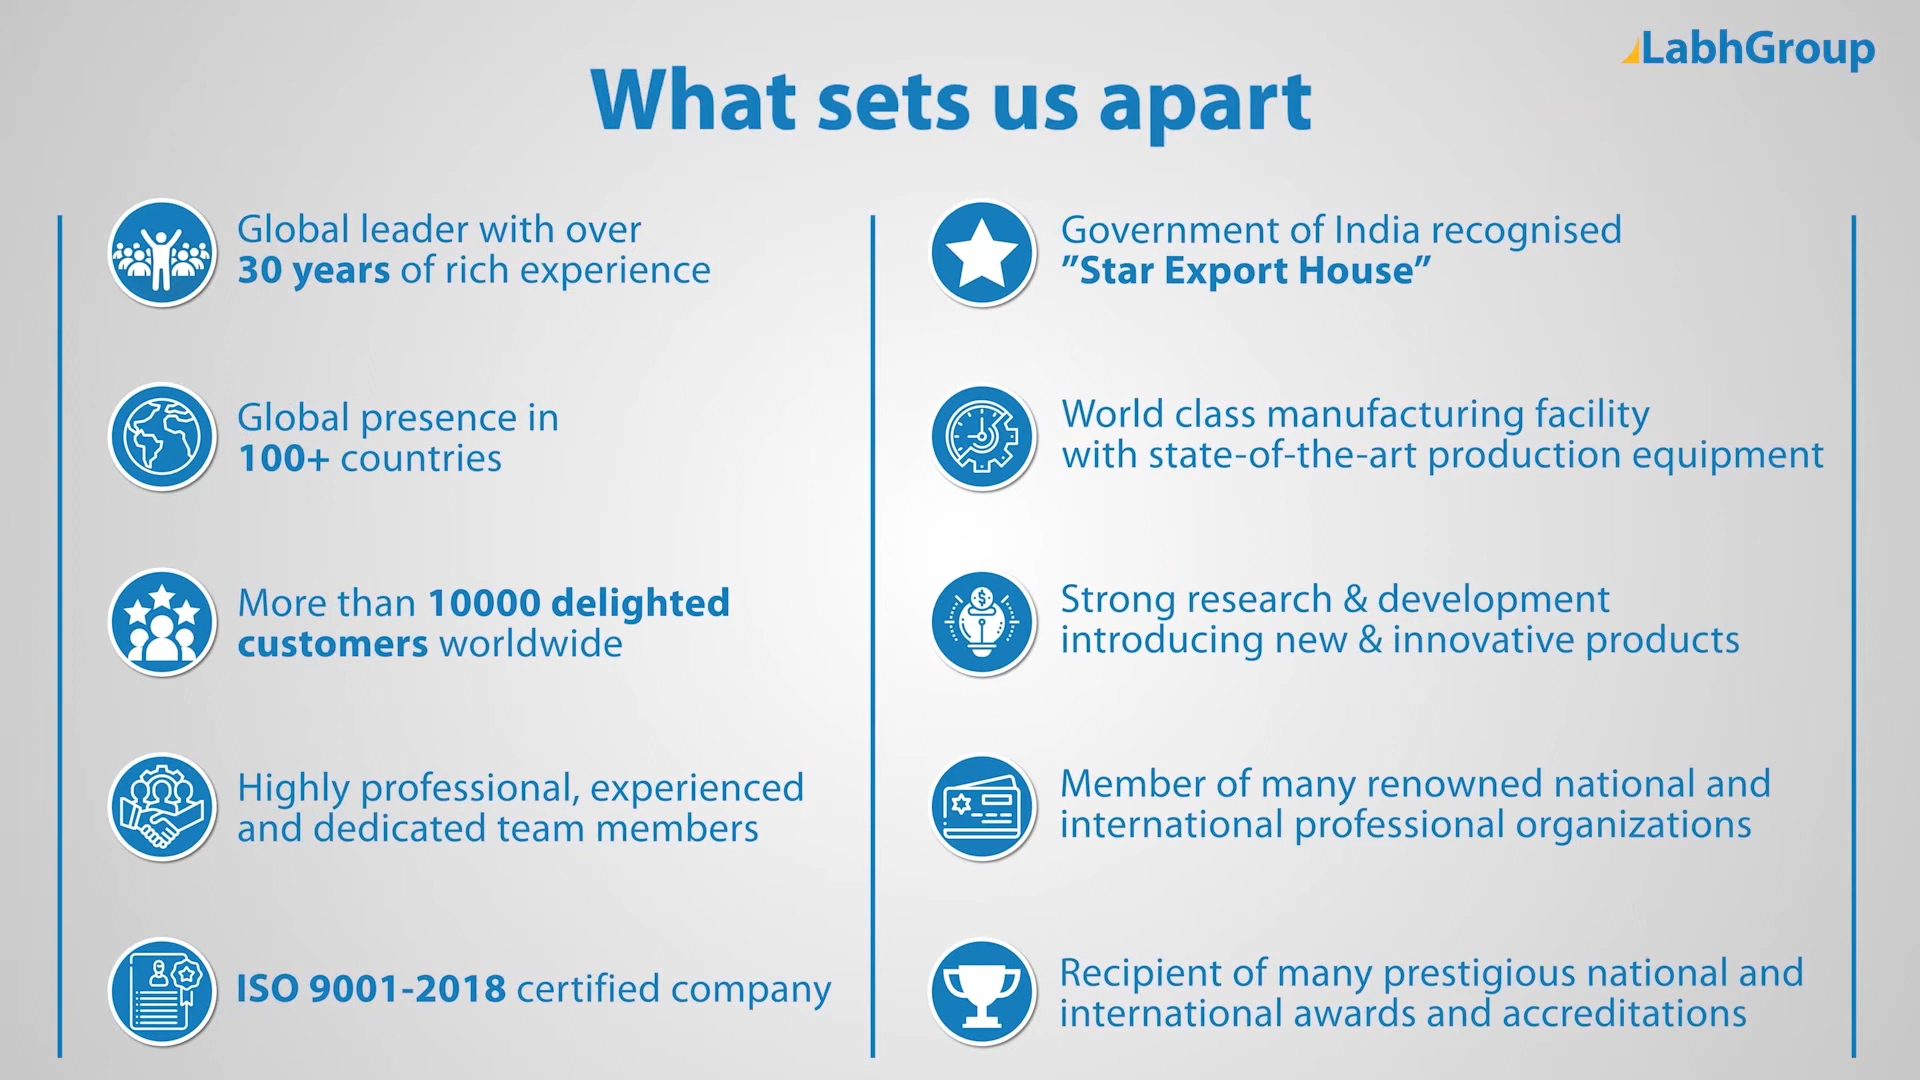 LabhGroup
What sets us apart
Global leader with over
30 years of rich experience
Global presence in
100+ countries
More than 10000 delighted
customers worldwide
Highly professional, experienced
and dedicated team members
ISO 9001-2018 certified company
Government of India recognised
”Star Export House”
World class manufacturing facility
with state-of-the-art production equipment
Strong research & development
introducing new & innovative products
Member of many renowned national and
international professional organizations
Recipient of many prestigious national and
international awards and accreditations